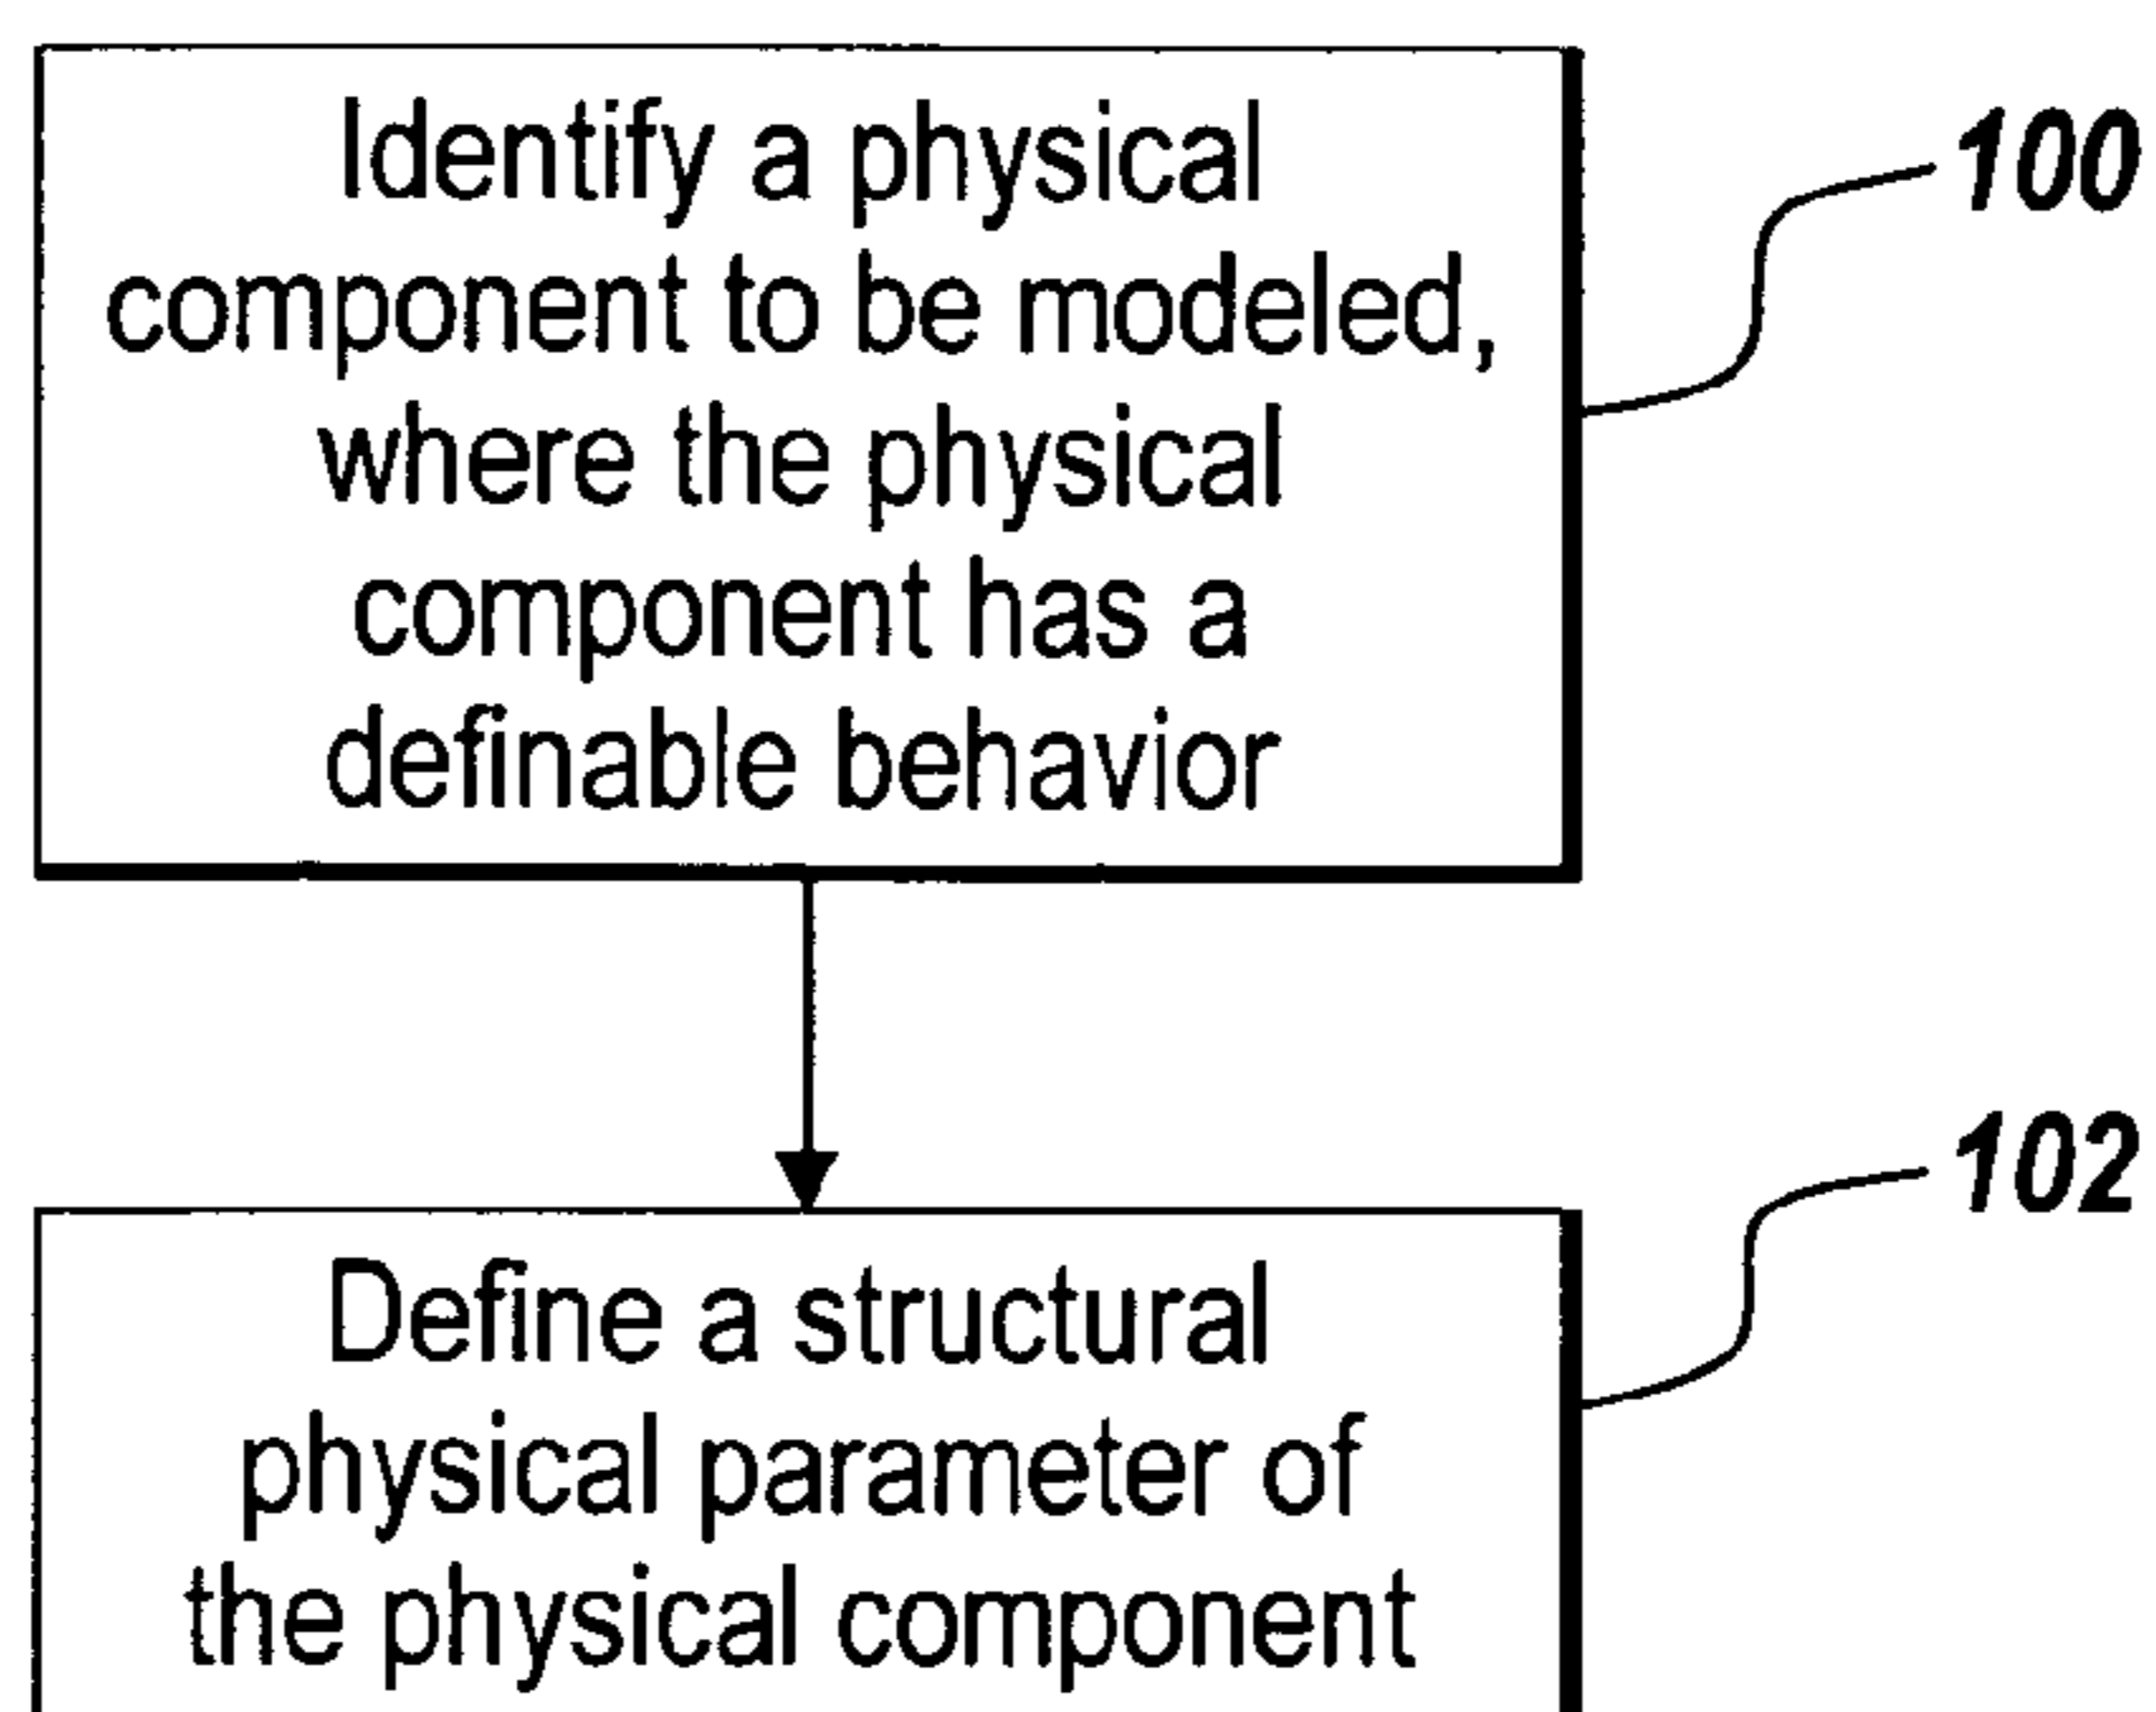 Identify a physical
component to be modeled,
where the physical
component has a
definable behavior
100
Define a structural
physical parameter of
the physical component
102